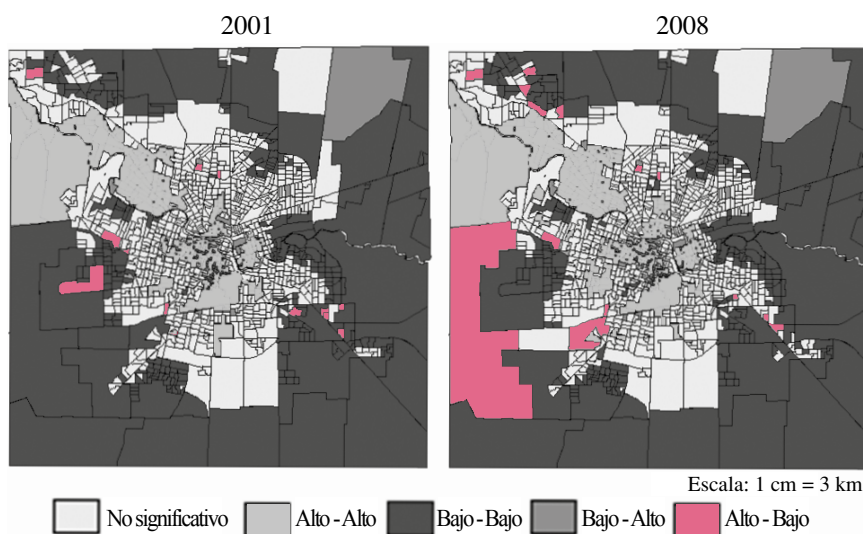 2001 2008
Escala: 1 cm = 3 km
No significativo Alto - Alto Bajo - Bajo Bajo - Alto Alto - Bajo